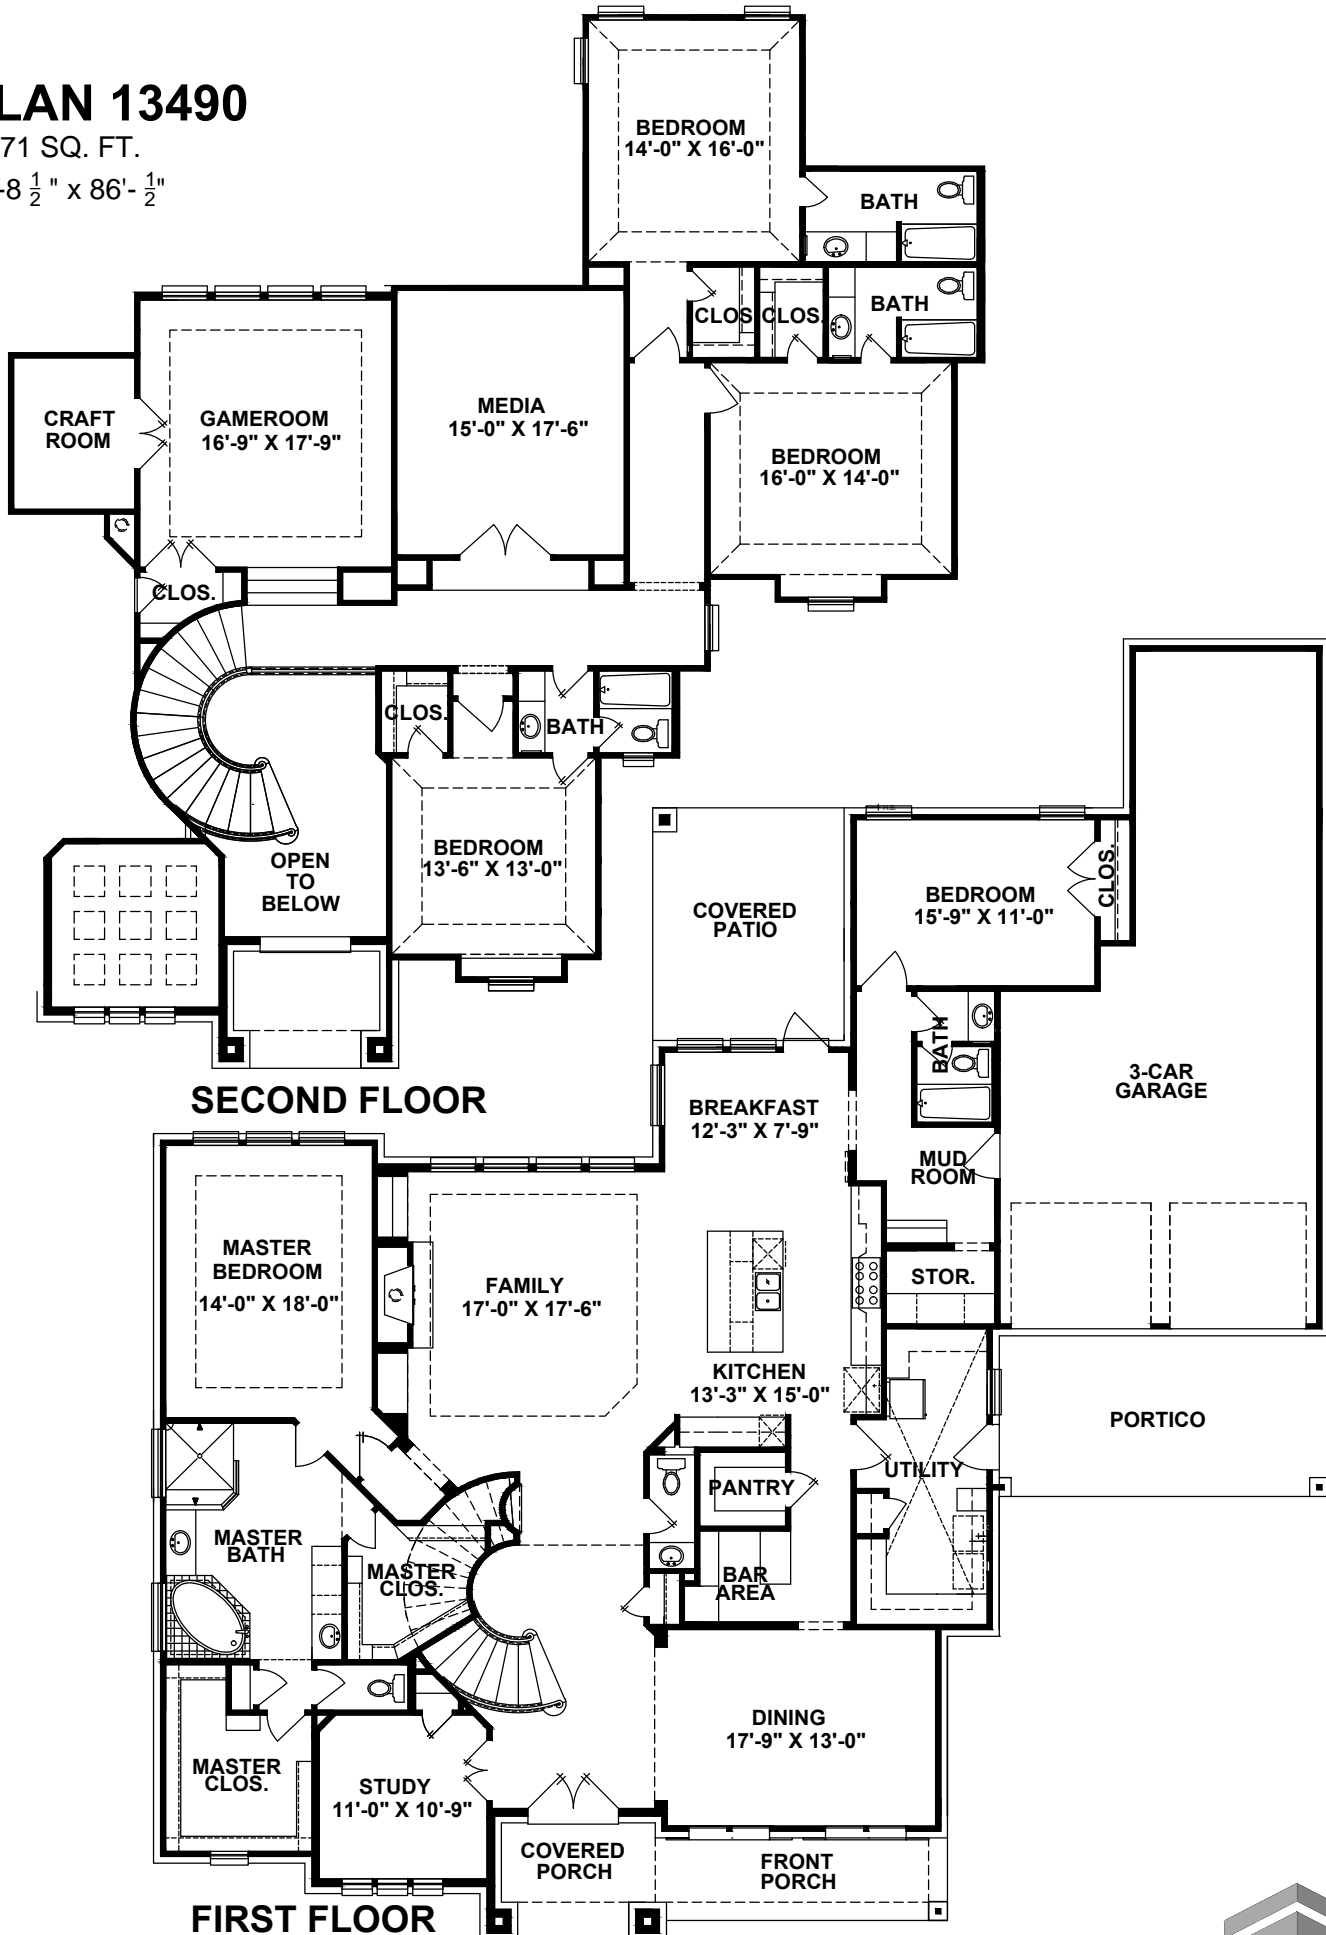 LAN 13490
71 SQ. FT.
-8 1/2 " x 86'- 1/2"
BEDROOM
14'-0" X 16'-0"
BATH
BATH
CLOS
CLOS.
CRAFT
ROOM
GAMEROOM
16'-9" X 17'-9"
MEDIA
15'-0" X 17'-6"
BEDROOM
16'-0" X 14'-0"
CLOS.
CLOS.
BATH
BEDROOM
13'-6" X 13'-0"
OPEN
TO
BELOW
SECOND FLOOR
COVERED
PATIO
BEDROOM
15'-9" X 11'-0"
CLOS.
BATH
3-CAR
GARAGE
BREAKFAST
12'-3" X 7'-9"
MUD
ROOM
MASTER
BEDROOM
14'-0" X 18'-0"
FAMILY
17'-0" X 17'-6"
STOR.
KITCHEN
13'-3" X 15'-0"
PORTICO
UTILITY
PANTRY
MASTER
BATH
MASTER
CLOS.
BAR
AREA
DINING
17'-9" X 13'-0"
MASTER
CLOS.
STUDY
11'-0" X 10'-9"
COVERED
PORCH
FRONT
PORCH
FIRST FLOOR